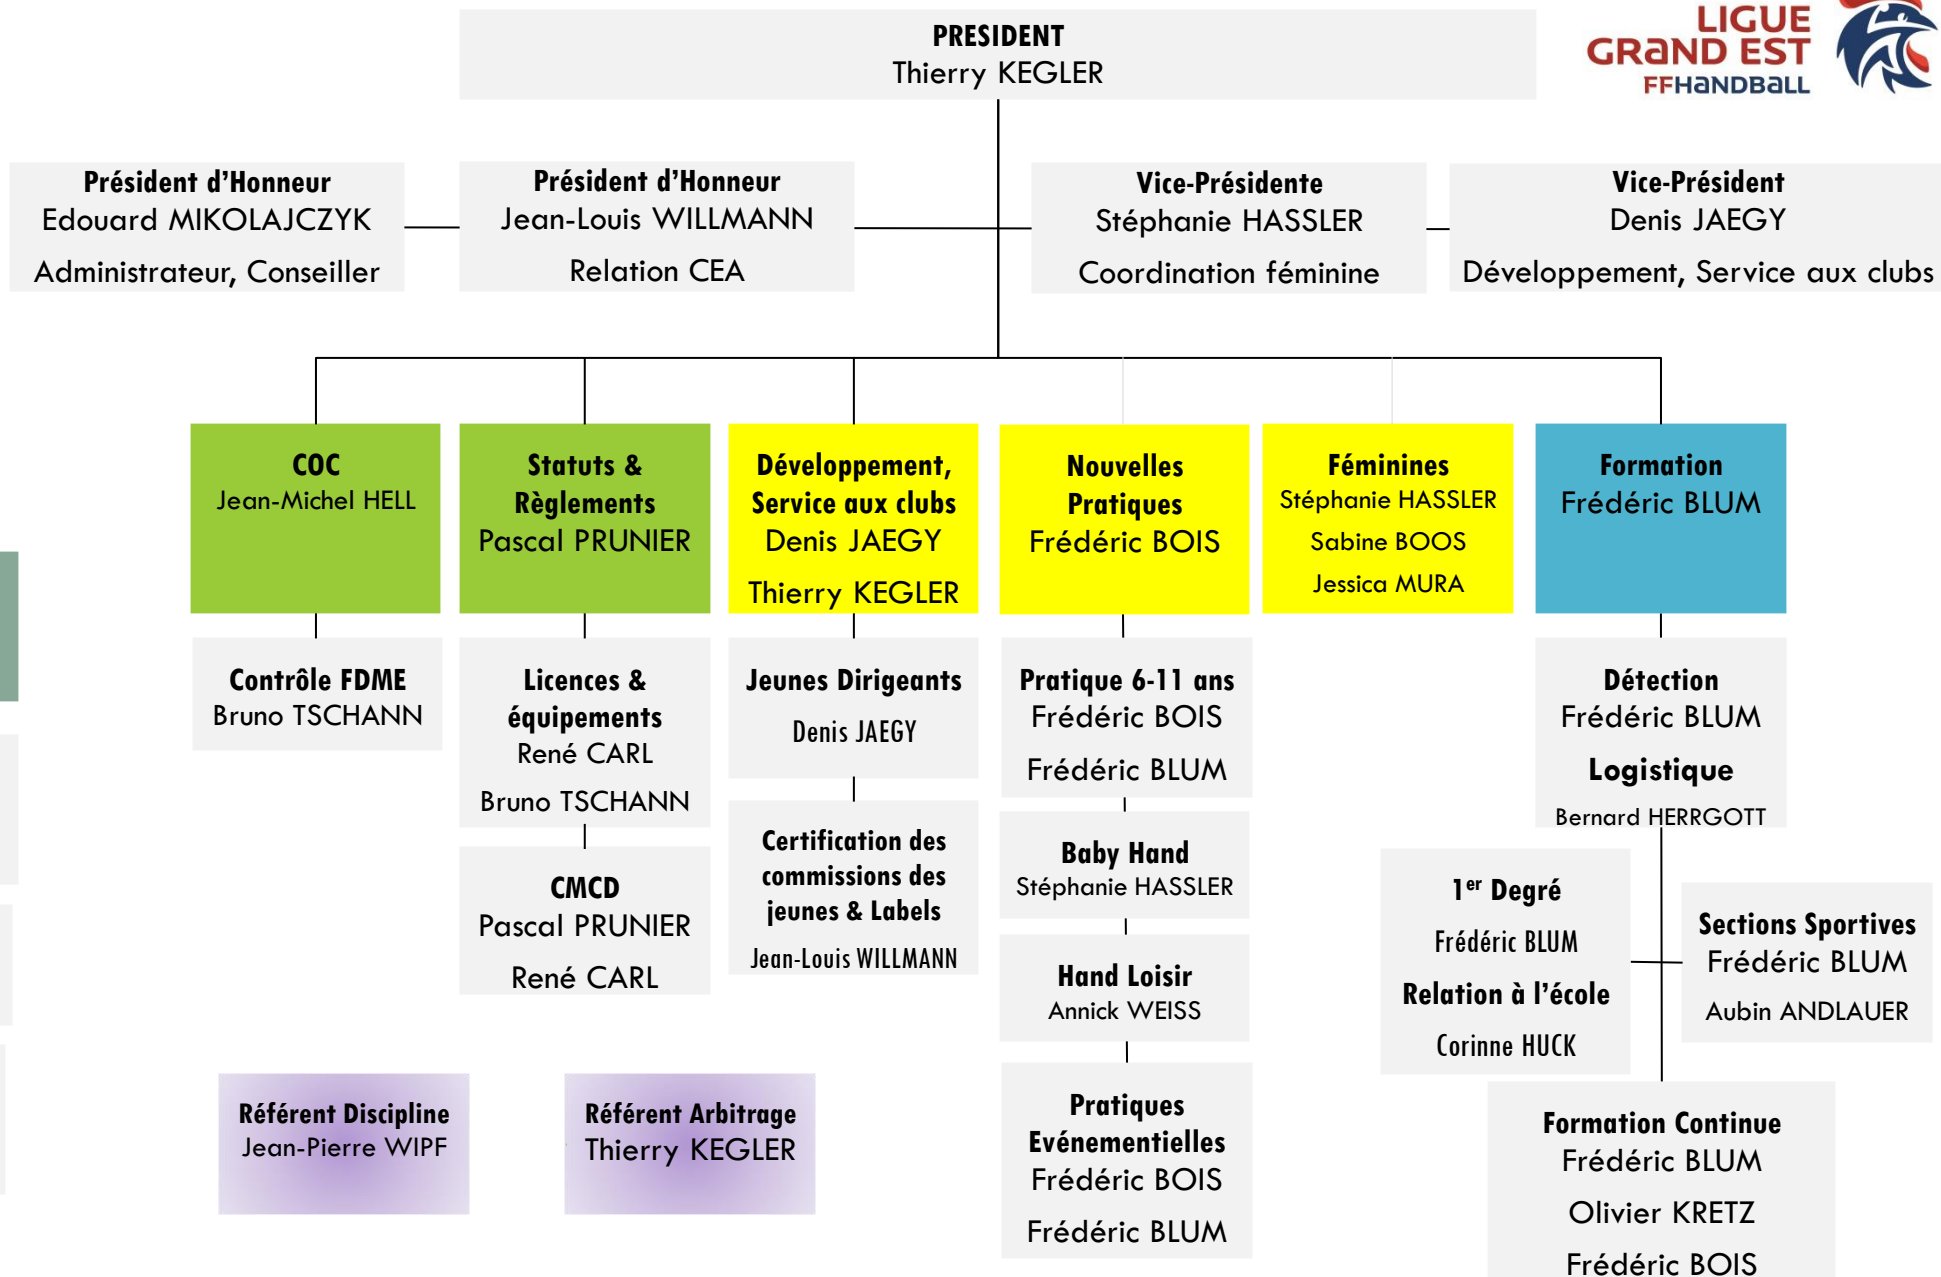 PRESIDENT
Thierry KEGLER
LIGUE
GRaND EST
FFHaNDBaLL
Président d’Honneur
Edouard MIKOLAJCZYK
Administrateur, Conseiller
Président d’Honneur
Jean-Louis WILLMANN
Relation CEA
Vice-Présidente
Stéphanie HASSLER
Coordination féminine
Vice-Président
Denis JAEGY
Développement, Service aux clubs
COC
Jean-Michel HELL
Statuts &
Règlements
Pascal PRUNIER
Développement,
Service aux clubs
Denis JAEGY
Thierry KEGLER
Nouvelles
Pratiques
Frédéric BOIS
Féminines
Stéphanie HASSLER
Sabine BOOS
Jessica MURA
Formation
Frédéric BLUM
Contrôle FDME
Bruno TSCHANN
Licences &
équipements
René CARL
Bruno TSCHANN
Jeunes Dirigeants
Denis JAEGY
Pratique 6-11 ans
Frédéric BOIS
Frédéric BLUM
Détection
Frédéric BLUM
Logistique
Bernard HERRGOTT
CMCD
Pascal PRUNIER
René CARL
Certification des
commissions des
jeunes & Labels
Jean-Louis WILLMANN
Baby Hand
Stéphanie HASSLER
Hand Loisir
Annick WEISS
1er Degré
Frédéric BLUM
Relation à l’école
Corinne HUCK
Sections Sportives
Frédéric BLUM
Aubin ANDLAUER
Référent Discipline
Jean-Pierre WIPF
Référent Arbitrage
Thierry KEGLER
Pratiques
Evénementielles
Frédéric BOIS
Frédéric BLUM
Formation Continue
Frédéric BLUM
Olivier KRETZ
Frédéric BOIS